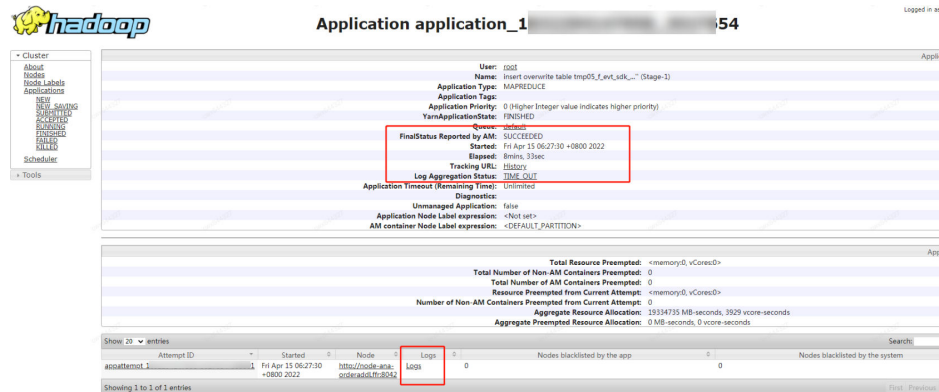 hadoop
Application application_1 54
Logged in as
Cluster
About
Nodes
Node Labels
Applications
NEW
NEW_SAVING
SUBMITTED
ACCEPTED
RUNNING
FINISHED
FAILED
KILLED
Scheduler
Tools
Appli
User: root
Name: insert overwrite table tmp05_f_evt_sdk_..." (Stage-1)
Application Type: MAPREDUCE
Application Tags:
Application Priority: 0 (Higher Integer value indicates higher priority)
YarnApplicationState: FINISHED
Queue: default
FinalStatus Reported by AM: SUCCEEDED
Started: Fri Apr 15 06:27:30 +0800 2022
Elapsed: 8mins, 33sec
Tracking URL: History
Log Aggregation Status: TIME_OUT
Application Timeout (Remaining Time): Unlimited
Diagnostics:
Unmanaged Application: false
Application Node Label expression: <Not set>
AM container Node Label expression: <DEFAULT_PARTITION>
App
Total Resource Preempted: <memory:0, vCores:0>
Total Number of Non-AM Containers Preempted: 0
Total Number of AM Containers Preempted: 0
Resource Preempted from Current Attempt: <memory:0, vCores:0>
Number of Non-AM Containers Preempted from Current Attempt: 0
Aggregate Resource Allocation: 19334735 MB-seconds, 3929 vcore-seconds
Aggregate Preempted Resource Allocation: 0 MB-seconds, 0 vcore-seconds
Show 20 entries
Search:
Attempt ID Started Node Logs Nodes blacklisted by the app Nodes blacklisted by the system
appattempt_1 1 Fri Apr 15 06:27:30 http://node-ana- Logs 0 0
+0800 2022 orderaddLffr:8042
Showing 1 to 1 of 1 entries
First Previous